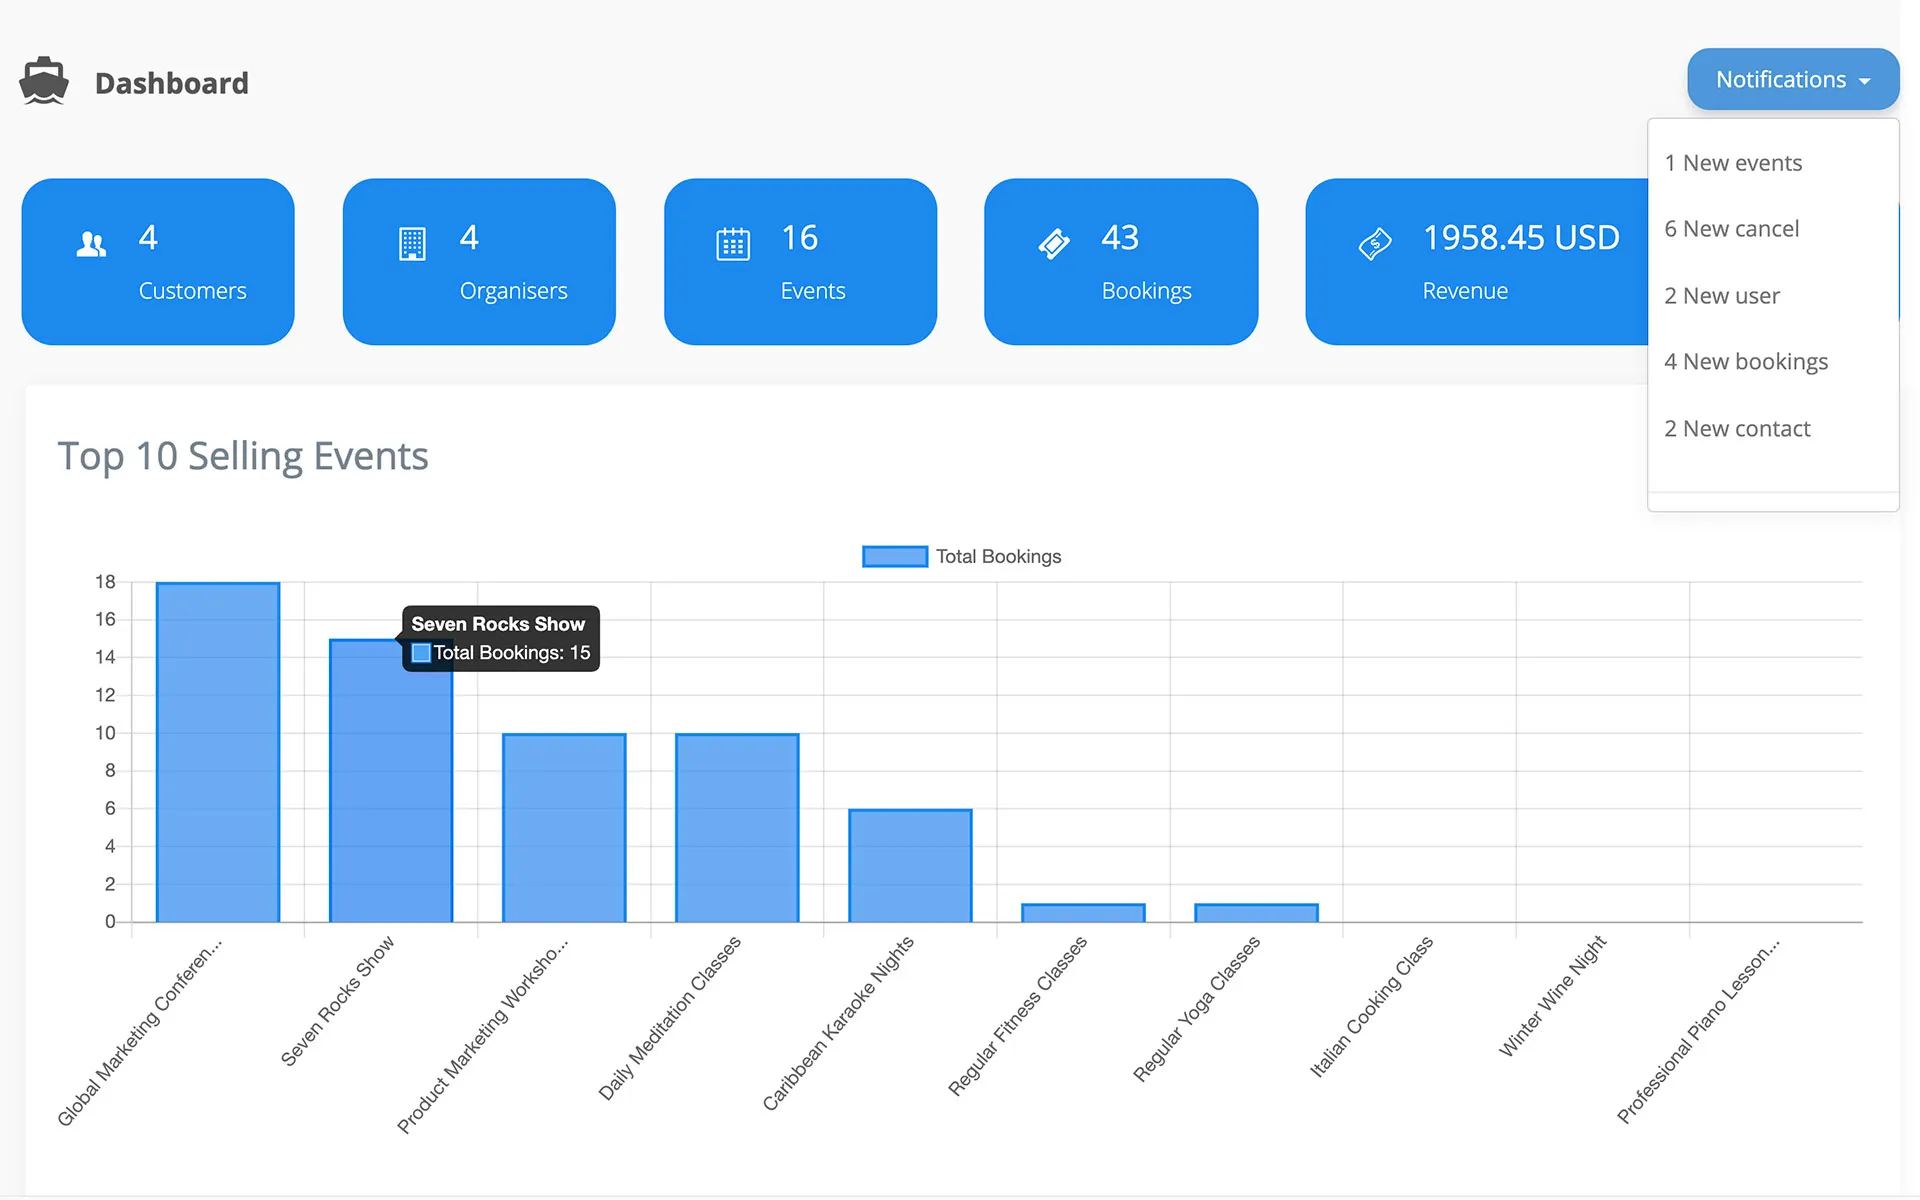 Dashboard
Notifications
1 New events
6 New cancel
2 New user
4 New bookings
2 New contact
4
Customers
4
Organisers
16
Events
43
Bookings
1958.45 USD
Revenue
Top 10 Selling Events
Total Bookings
18
16
14
12
10
8
6
4
2
0
Seven Rocks Show
Total Bookings: 15
Global Marketing Conferen...
Seven Rocks Show
Product Marketing Worksho...
Daily Meditation Classes
Caribbean Karaoke Nights
Regular Fitness Classes
Regular Yoga Classes
Italian Cooking Class
Winter Wine Night
Professional Piano Lesson...